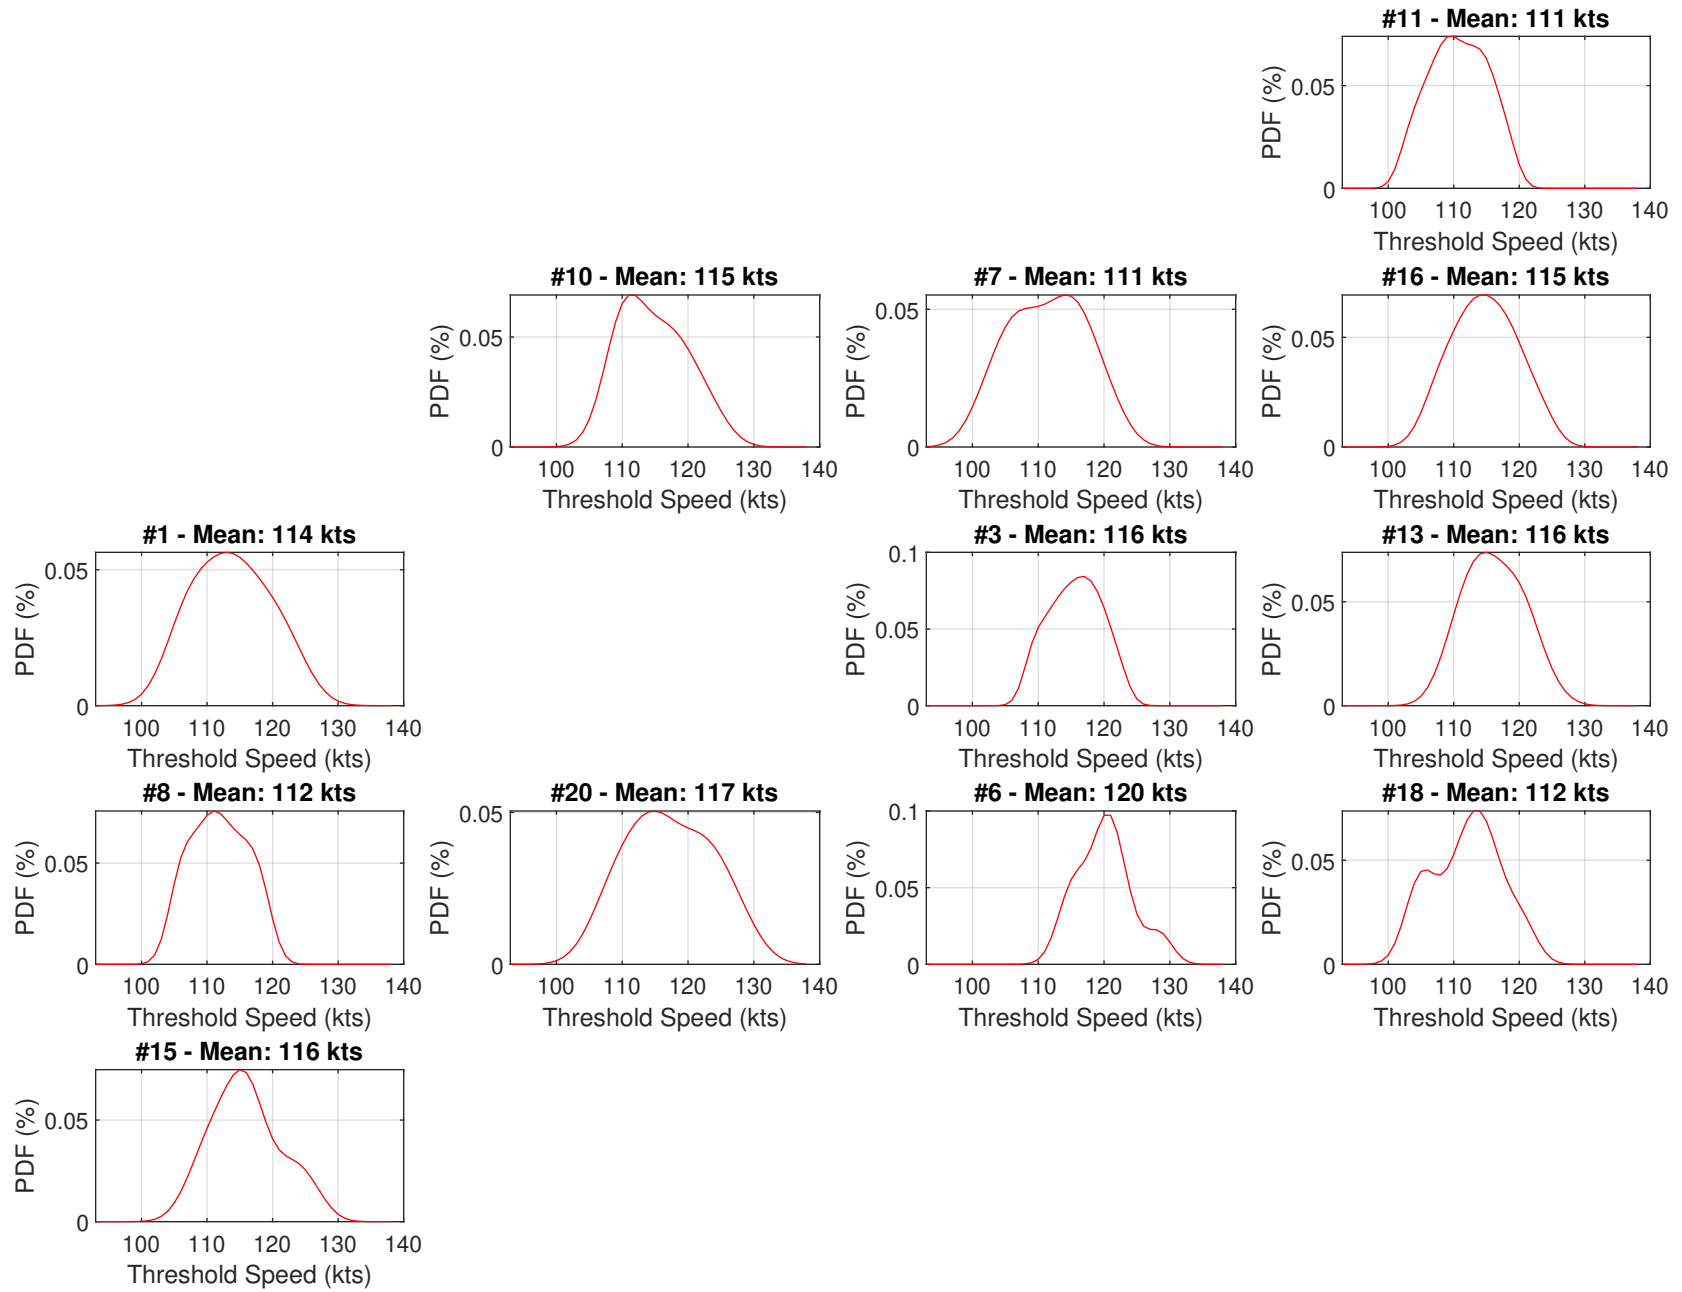 #11 - Mean: 111 kts
PDF (%)
0.05
0
100 110 120 130 140
Threshold Speed (kts)
#10 - Mean: 115 kts
PDF (%)
0.05
0
100 110 120 130 140
Threshold Speed (kts)
#7 - Mean: 111 kts
PDF (%)
0.05
0
100 110 120 130 140
Threshold Speed (kts)
#16 - Mean: 115 kts
PDF (%)
0.05
0
100 110 120 130 140
Threshold Speed (kts)
#1 - Mean: 114 kts
PDF (%)
0.05
0
100 110 120 130 140
Threshold Speed (kts)
#3 - Mean: 116 kts
PDF (%)
0.1
0.05
0
100 110 120 130 140
Threshold Speed (kts)
#13 - Mean: 116 kts
PDF (%)
0.05
0
100 110 120 130 140
Threshold Speed (kts)
#8 - Mean: 112 kts
PDF (%)
0.05
0
100 110 120 130 140
Threshold Speed (kts)
#20 - Mean: 117 kts
PDF (%)
0.05
0
100 110 120 130 140
Threshold Speed (kts)
#6 - Mean: 120 kts
PDF (%)
0.1
0.05
0
100 110 120 130 140
Threshold Speed (kts)
#18 - Mean: 112 kts
PDF (%)
0.05
0
100 110 120 130 140
Threshold Speed (kts)
#15 - Mean: 116 kts
PDF (%)
0.05
0
100 110 120 130 140
Threshold Speed (kts)